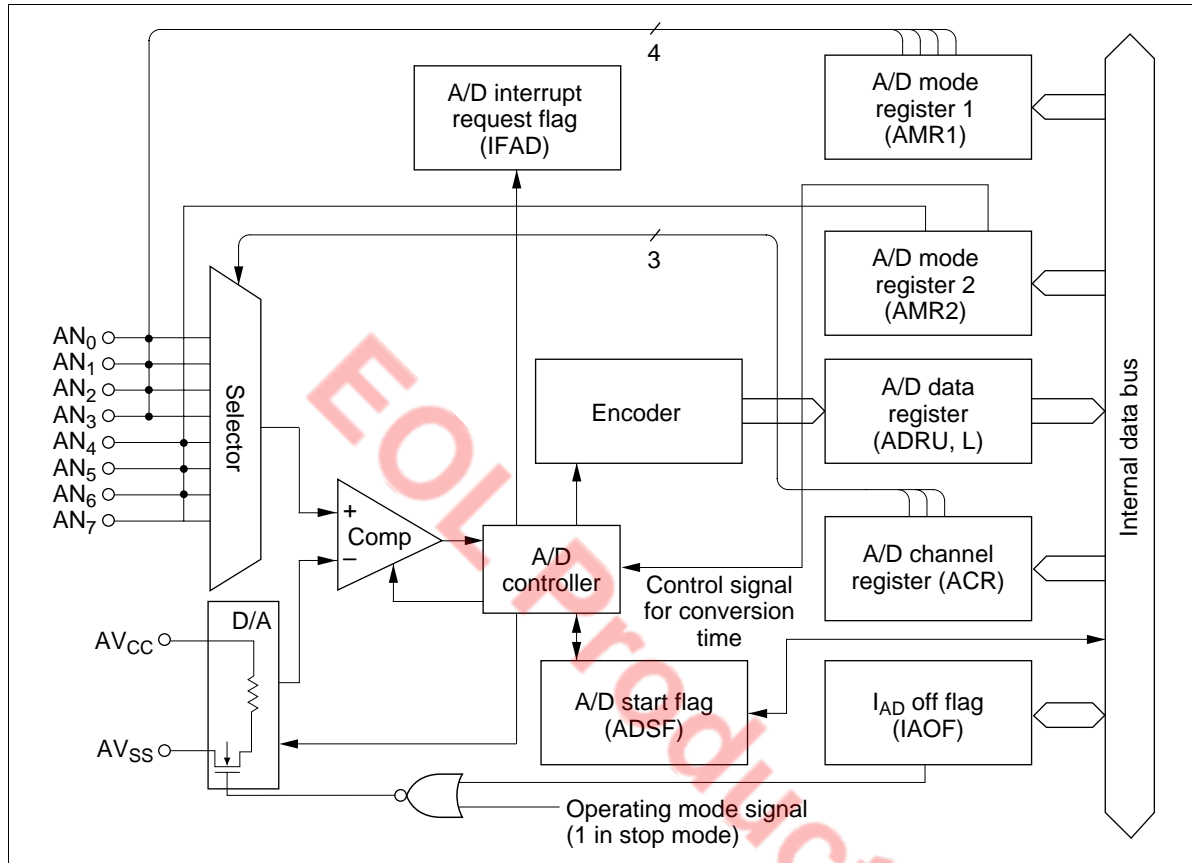 4
A/D interrupt
request flag
(IFAD)
A/D mode
register 1
(AMR1)
3
A/D mode
register 2
(AMR2)
AN0
AN1
AN2
AN3
AN4
AN5
AN6
AN7
Selector
Encoder
A/D data
register
(ADRU, L)
Internal data bus
+
Comp
−
A/D
controller
Control signal
for conversion
time
A/D channel
register (ACR)
D/A
AVCC
AVSS
A/D start flag
(ADSF)
IAD off flag
(IAOF)
Operating mode signal
(1 in stop mode)
EOL Product